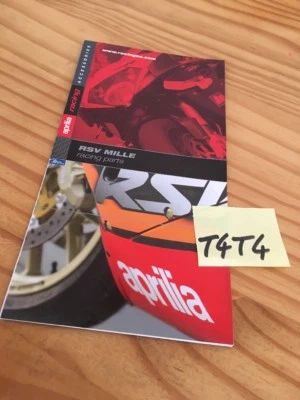 aprilia racing ACCESSORIES
RSV MILLE
racing parts
RSV
aprilia
T4T4